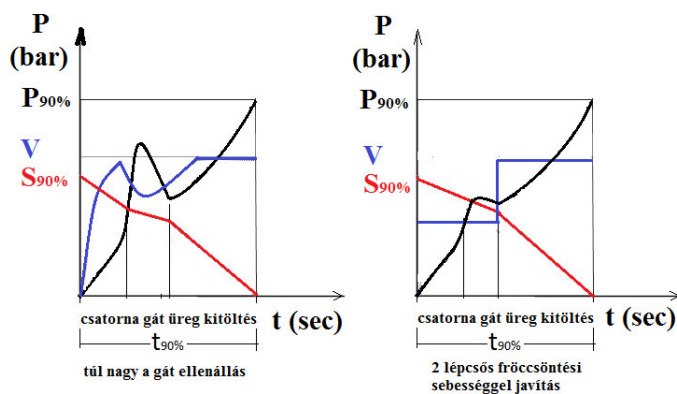 P
(bar)
P90%
V
S90%
t (sec)
csatorna gát üreg kitöltés
t90%
túl nagy a gát ellenállás
P
(bar)
P90%
V
S90%
t (sec)
csatorna gát üreg kitöltés
t90%
2 lépcsős fröccsöntési
sebességgel javítás